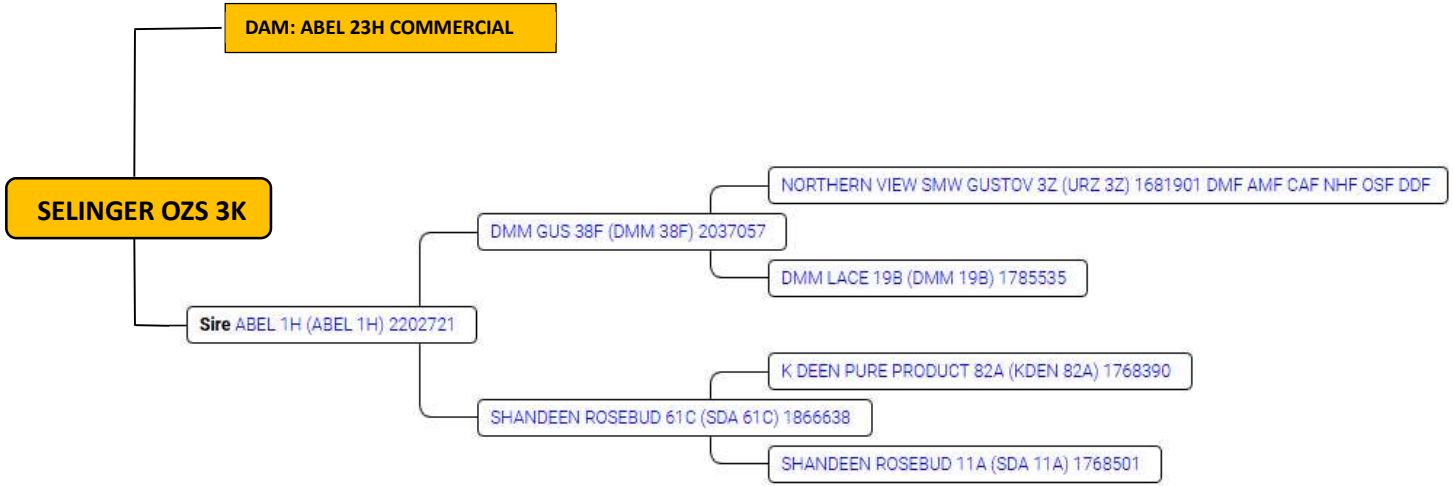 DAM: ABEL 23H COMMERCIAL
NORTHERN VIEW SMW GUSTOV 3Z (URZ 3Z) 1681901 DMF AMF CAF NHF OSF DDF
SELINGER OZS 3K
DMM GUS 38F (DMM 38F) 2037057
DMM LACE 19B (DMM 19B) 1785535
Sire ABEL 1H (ABEL 1H) 2202721
K DEEN PURE PRODUCT 82A (KDEN 82A) 1768390
SHANDEEN ROSEBUD 61C (SDA 61C) 1866638
SHANDEEN ROSEBUD 11A (SDA 11A) 1768501